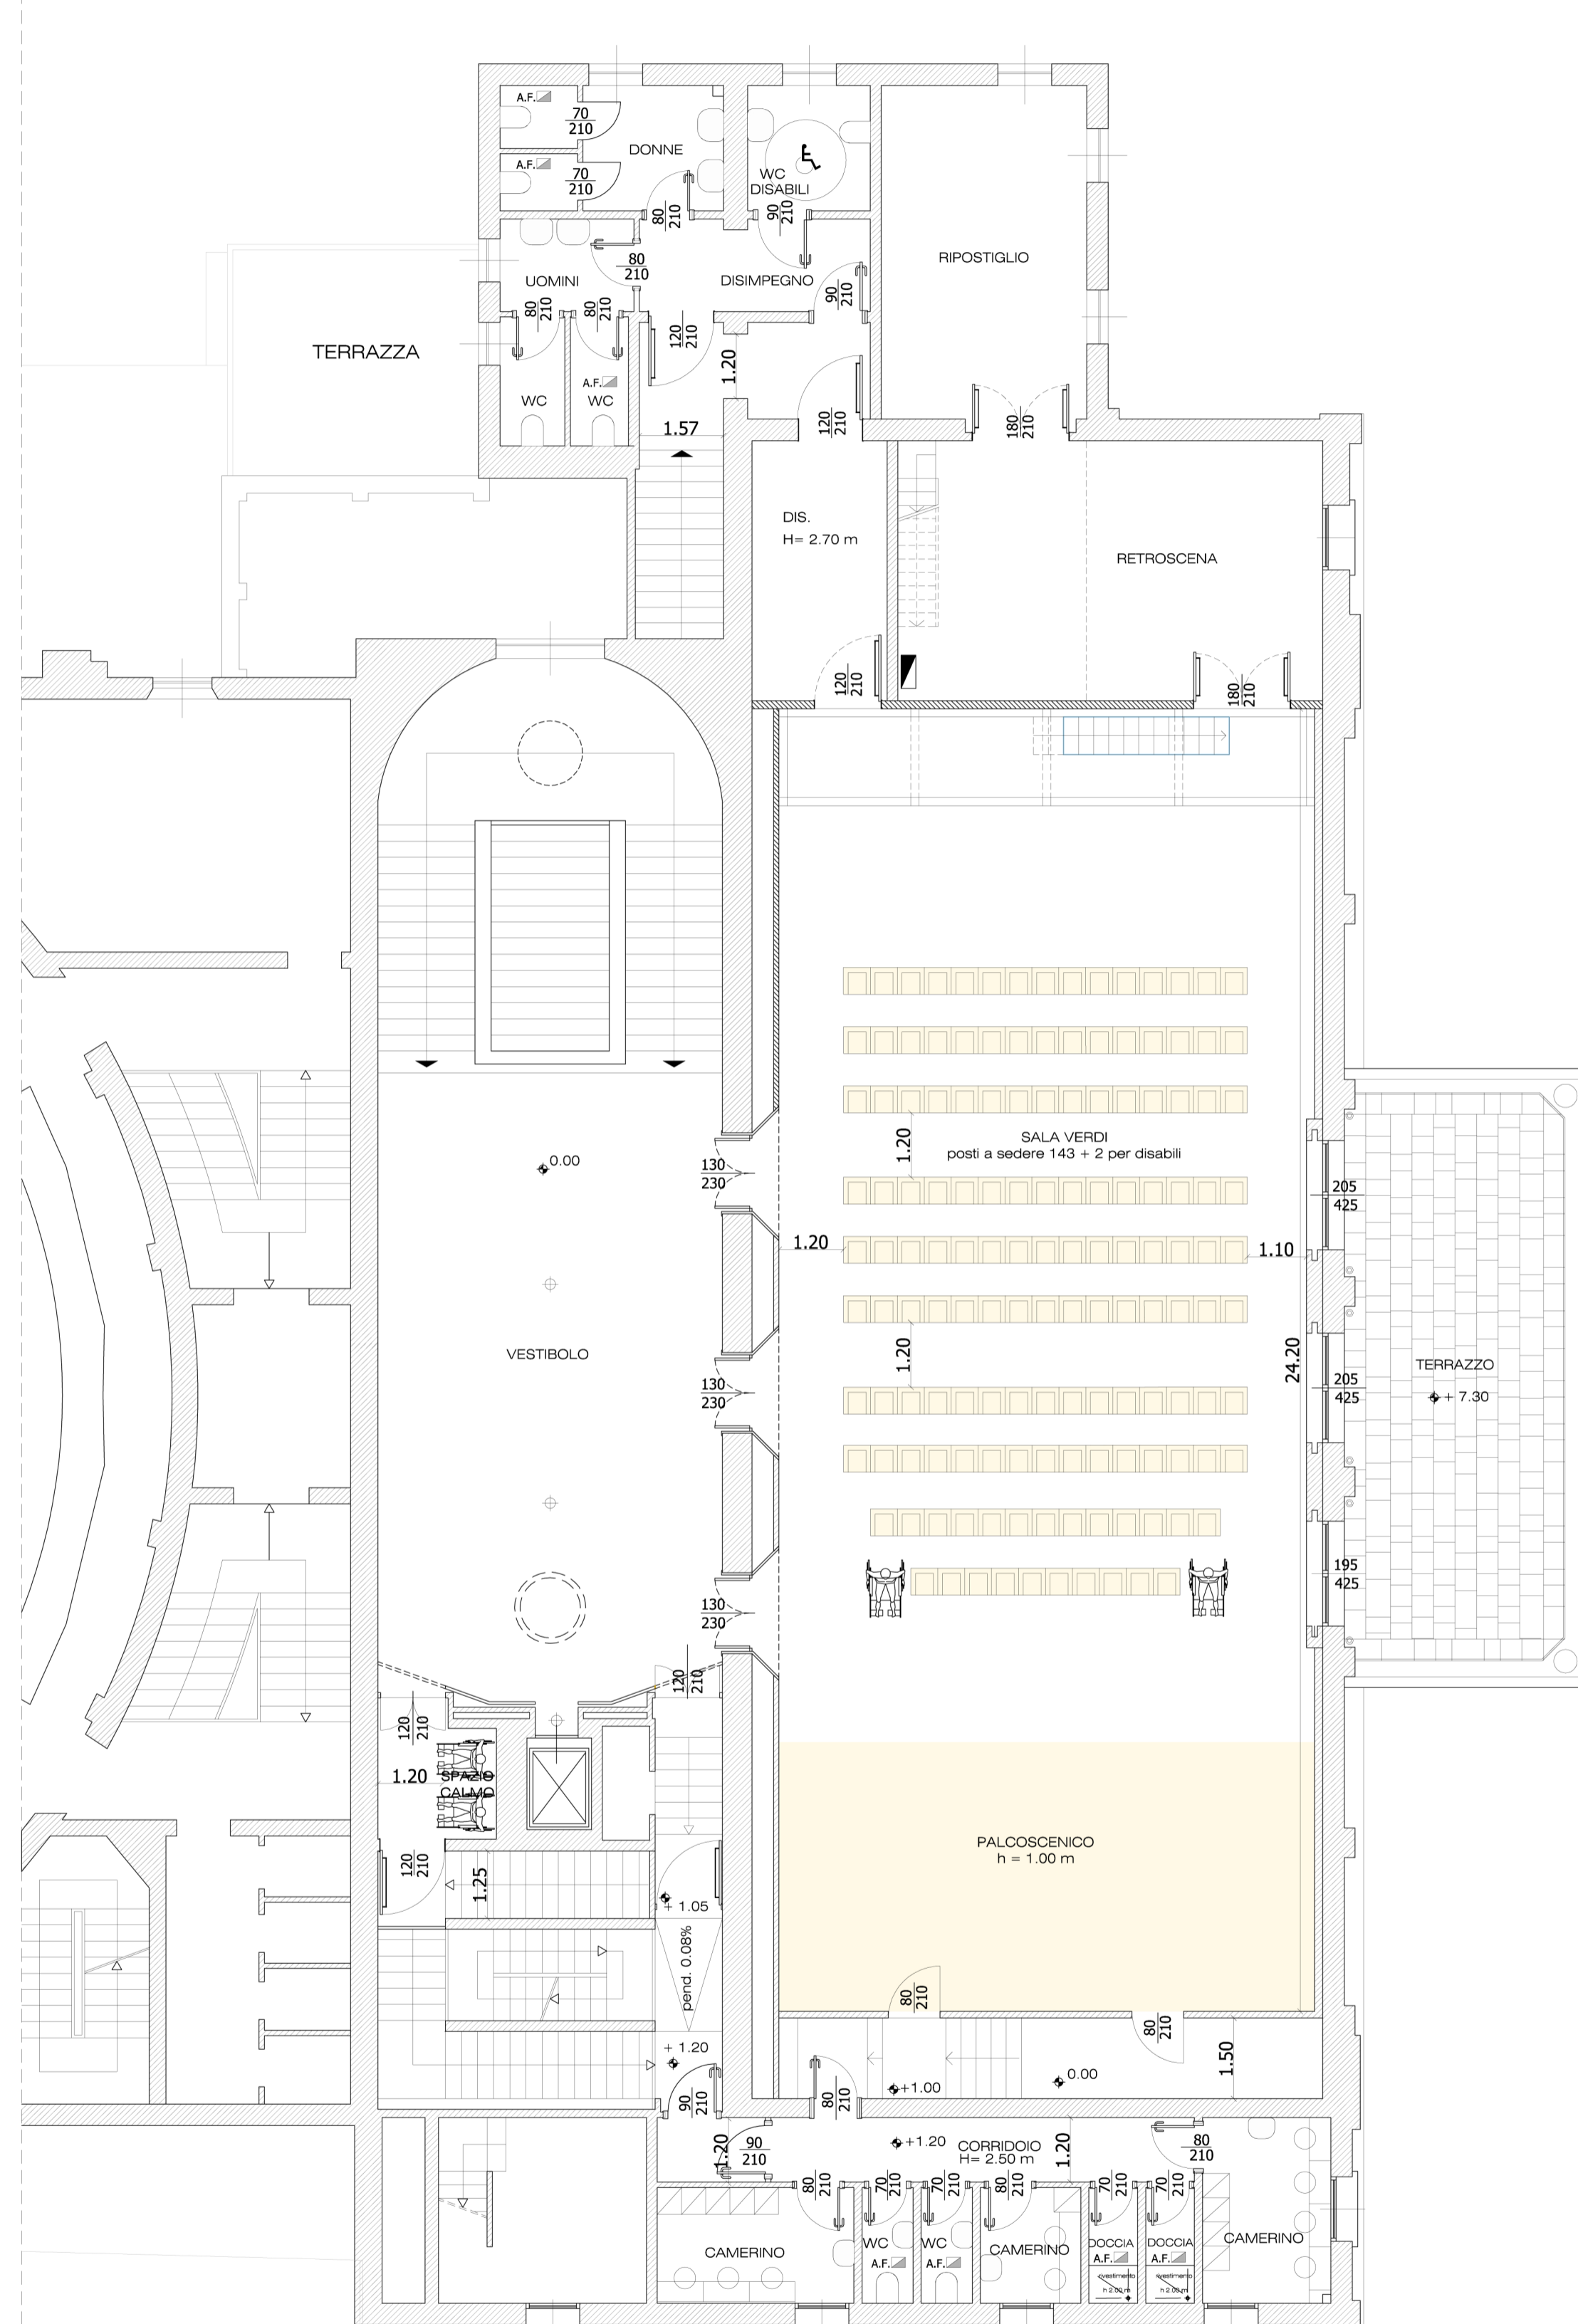 A.F.
70
210
DONNE
A.F.
70
210
WC
DISABILI
80
210
90
210
RIPOSTIGLIO
80
210
UOMINI
DISIMPEGNO
80
210
80
210
90
210
120
210
TERRAZZA
1.20
A.F.
WC
WC
1.57
120
210
180
210
DIS.
H= 2.70 m
RETROSCENA
120
210
180
210
0.00
130
230
1.20
SALA VERDI
posti a sedere 143 + 2 per disabili
205
425
1.20
1.10
VESTIBOLO
1.20
24.20
130
230
205
425
TERRAZZO
+ 7.30
195
425
130
230
120
210
120
210
1.20
SPAZIO
CALMO
PALCOSCENICO
h = 1.00 m
120
210
1.25
+ 1.05
pend. 0.08%
80
210
80
210
1.50
+ 1.20
+1.00
0.00
90
210
80
210
1.20
90
210
+1.20
CORRIDOIO
H= 2.50 m
1.20
80
210
80
210
70
210
70
210
80
210
70
210
70
210
CAMERINO
WC
A.F.
WC
A.F.
CAMERINO
DOCCIA
A.F.
rivestimento
h 2.00 m
DOCCIA
A.F.
rivestimento
h 2.00 m
CAMERINO